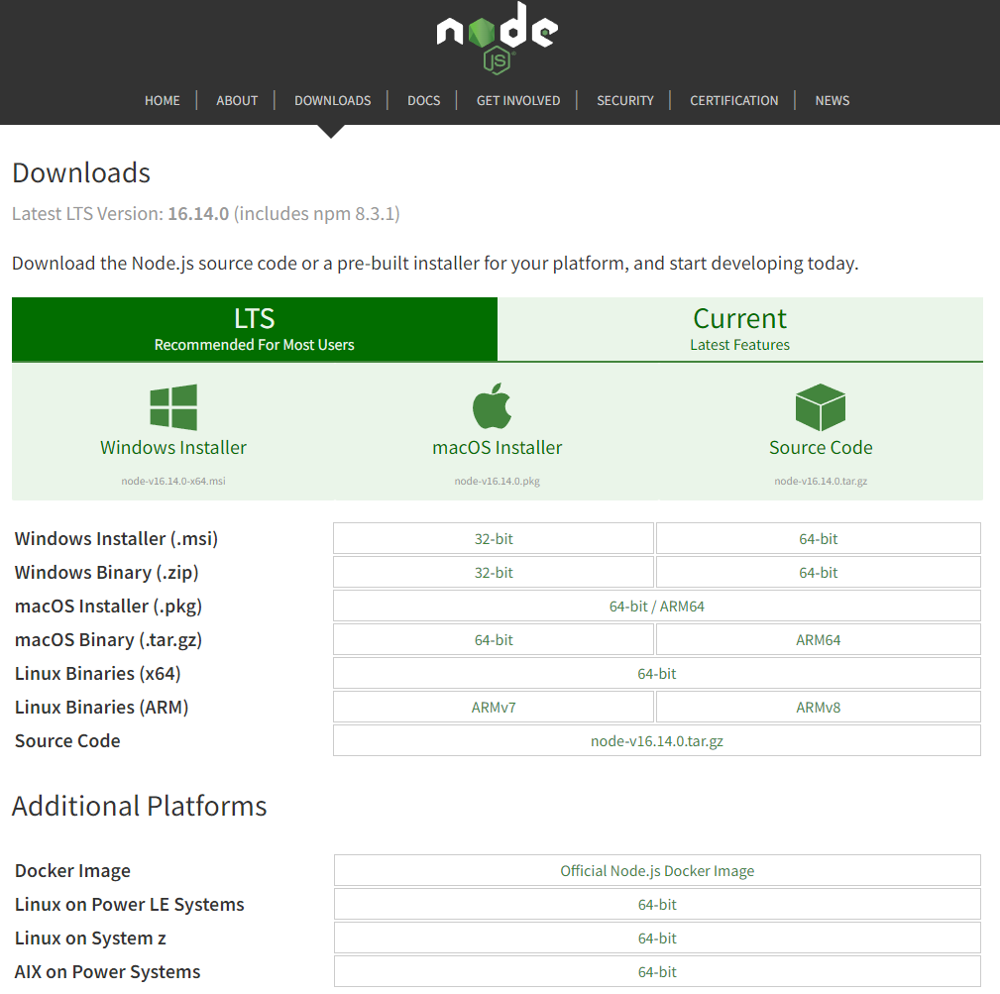 node
JS
HOME ABOUT DOWNLOADS DOCS GET INVOLVED SECURITY CERTIFICATION NEWS
Downloads
Latest LTS Version: 16.14.0 (includes npm 8.3.1)
Download the Node.js source code or a pre-built installer for your platform, and start developing today.
LTS
Recommended For Most Users
Current
Latest Features
Windows Installer
node-v16.14.0-x64.msi
macOS Installer
node-v16.14.0.pkg
Source Code
node-v16.14.0.tar.gz
Windows Installer (.msi) 32-bit 64-bit
Windows Binary (.zip) 32-bit 64-bit
macOS Installer (.pkg) 64-bit / ARM64
macOS Binary (.tar.gz) 64-bit ARM64
Linux Binaries (x64) 64-bit
Linux Binaries (ARM) ARMv7 ARMv8
Source Code node-v16.14.0.tar.gz
Additional Platforms
Docker Image Official Node.js Docker Image
Linux on Power LE Systems 64-bit
Linux on System z 64-bit
AIX on Power Systems 64-bit